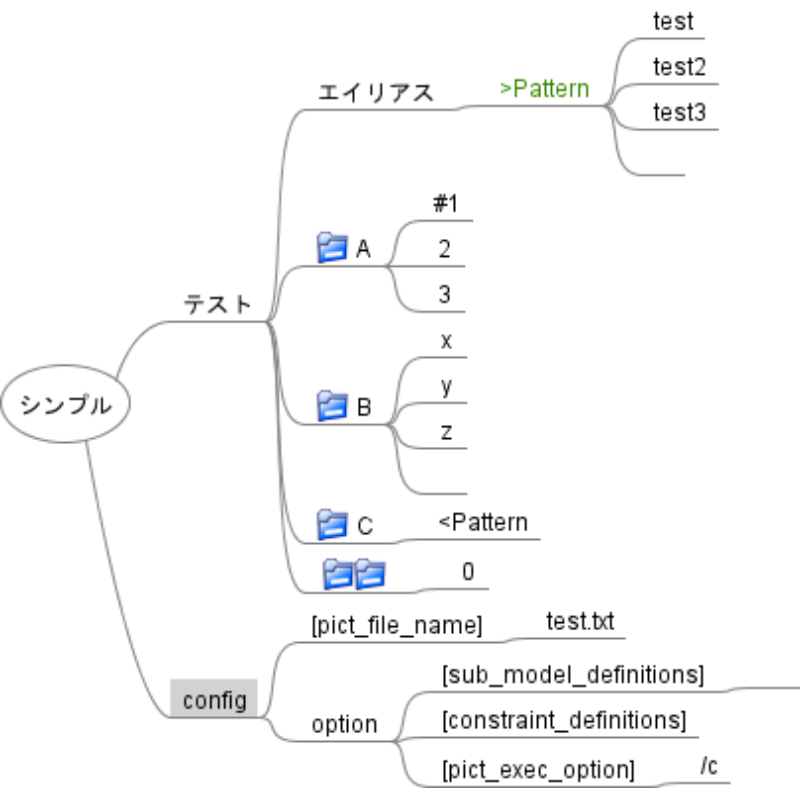 シンプル
テスト
エイリアス
>Pattern
test
test2
test3
A
#1
2
3
B
x
y
z
C
<Pattern
0
config
[pict_file_name]
test.txt
option
[sub_model_definitions]
[constraint_definitions]
[pict_exec_option]
/c